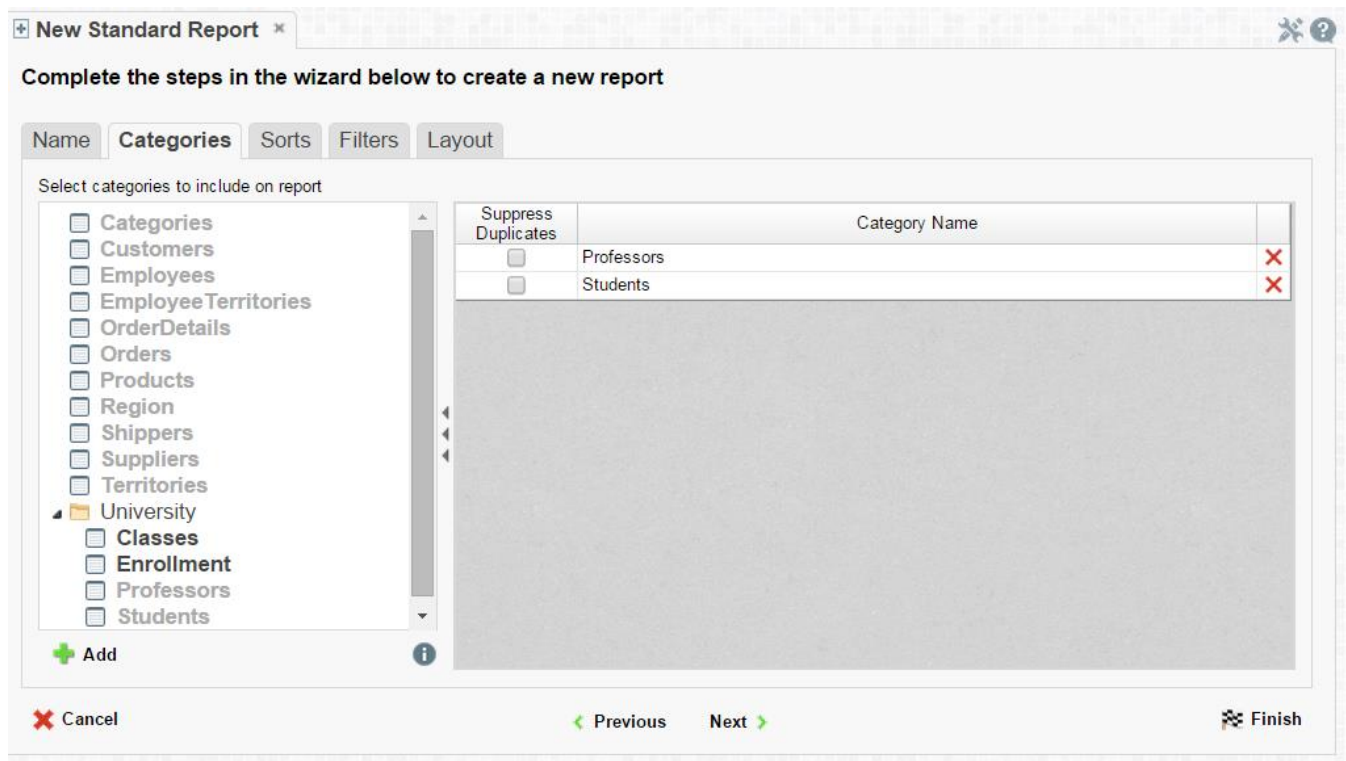 New Standard Report
Complete the steps in the wizard below to create a new report
Name Categories Sorts Filters Layout
Select categories to include on report
Categories
Customers
Employees
EmployeeTerritories
OrderDetails
Orders
Products
Region
Shippers
Suppliers
Territories
University
Classes
Enrollment
Professors
Students
Add
Suppress
Duplicates
Category Name
Professors
Students
Cancel
Previous Next
Finish